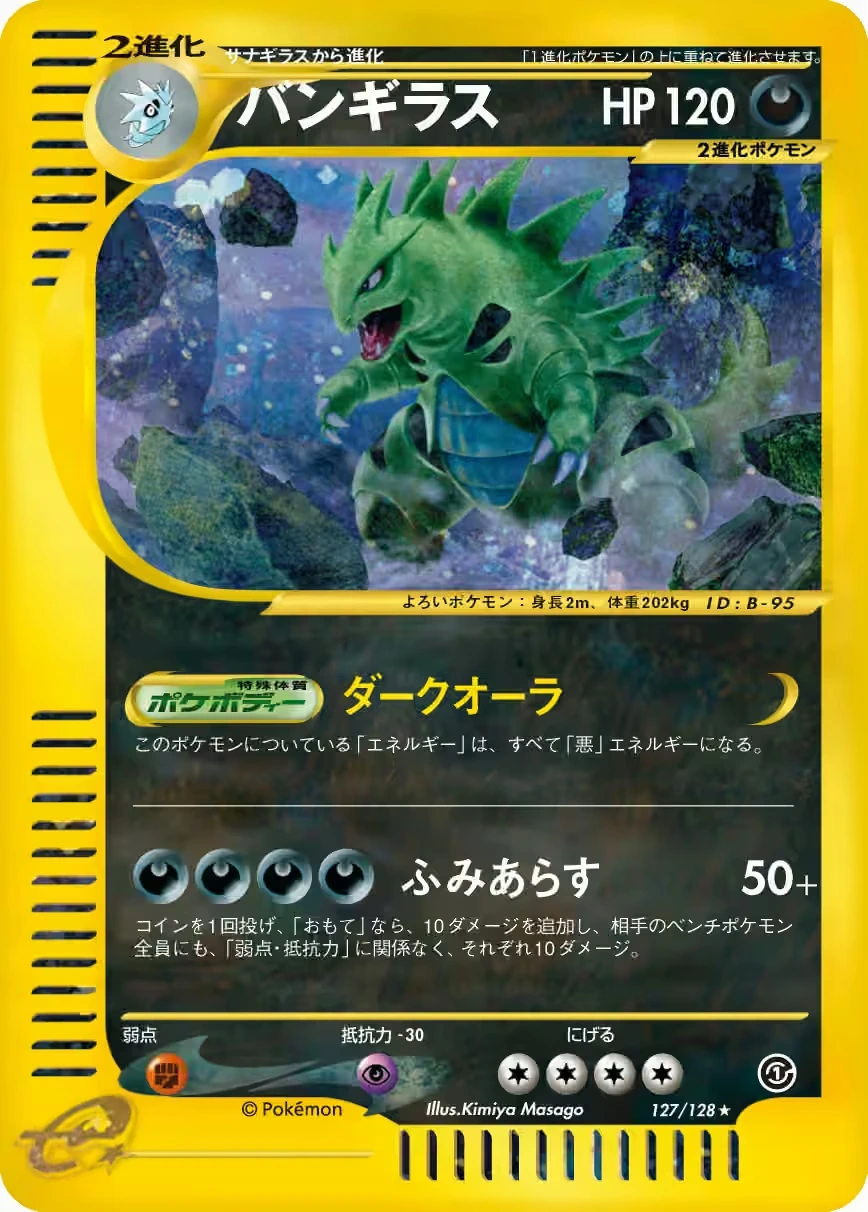 2進化
サナギラスから進化
「1進化ポケモン」の上に重ねて進化させます。
バンギラス HP 120
2進化ポケモン
よろいポケモン：身長2m、体重202kg ID：B-95
特殊体質
ポケボディー ダークオーラ
このポケモンについている「エネルギー」は、すべて「悪」エネルギーになる。
ふみあらす 50+
コインを1回投げ、「おもて」なら、10ダメージを追加し、相手のベンチポケモン
全員にも、「弱点・抵抗力」に関係なく、それぞれ10ダメージ。
弱点 抵抗力 -30 にげる
© Pokémon Illus.Kimiya Masago 127/128★
e